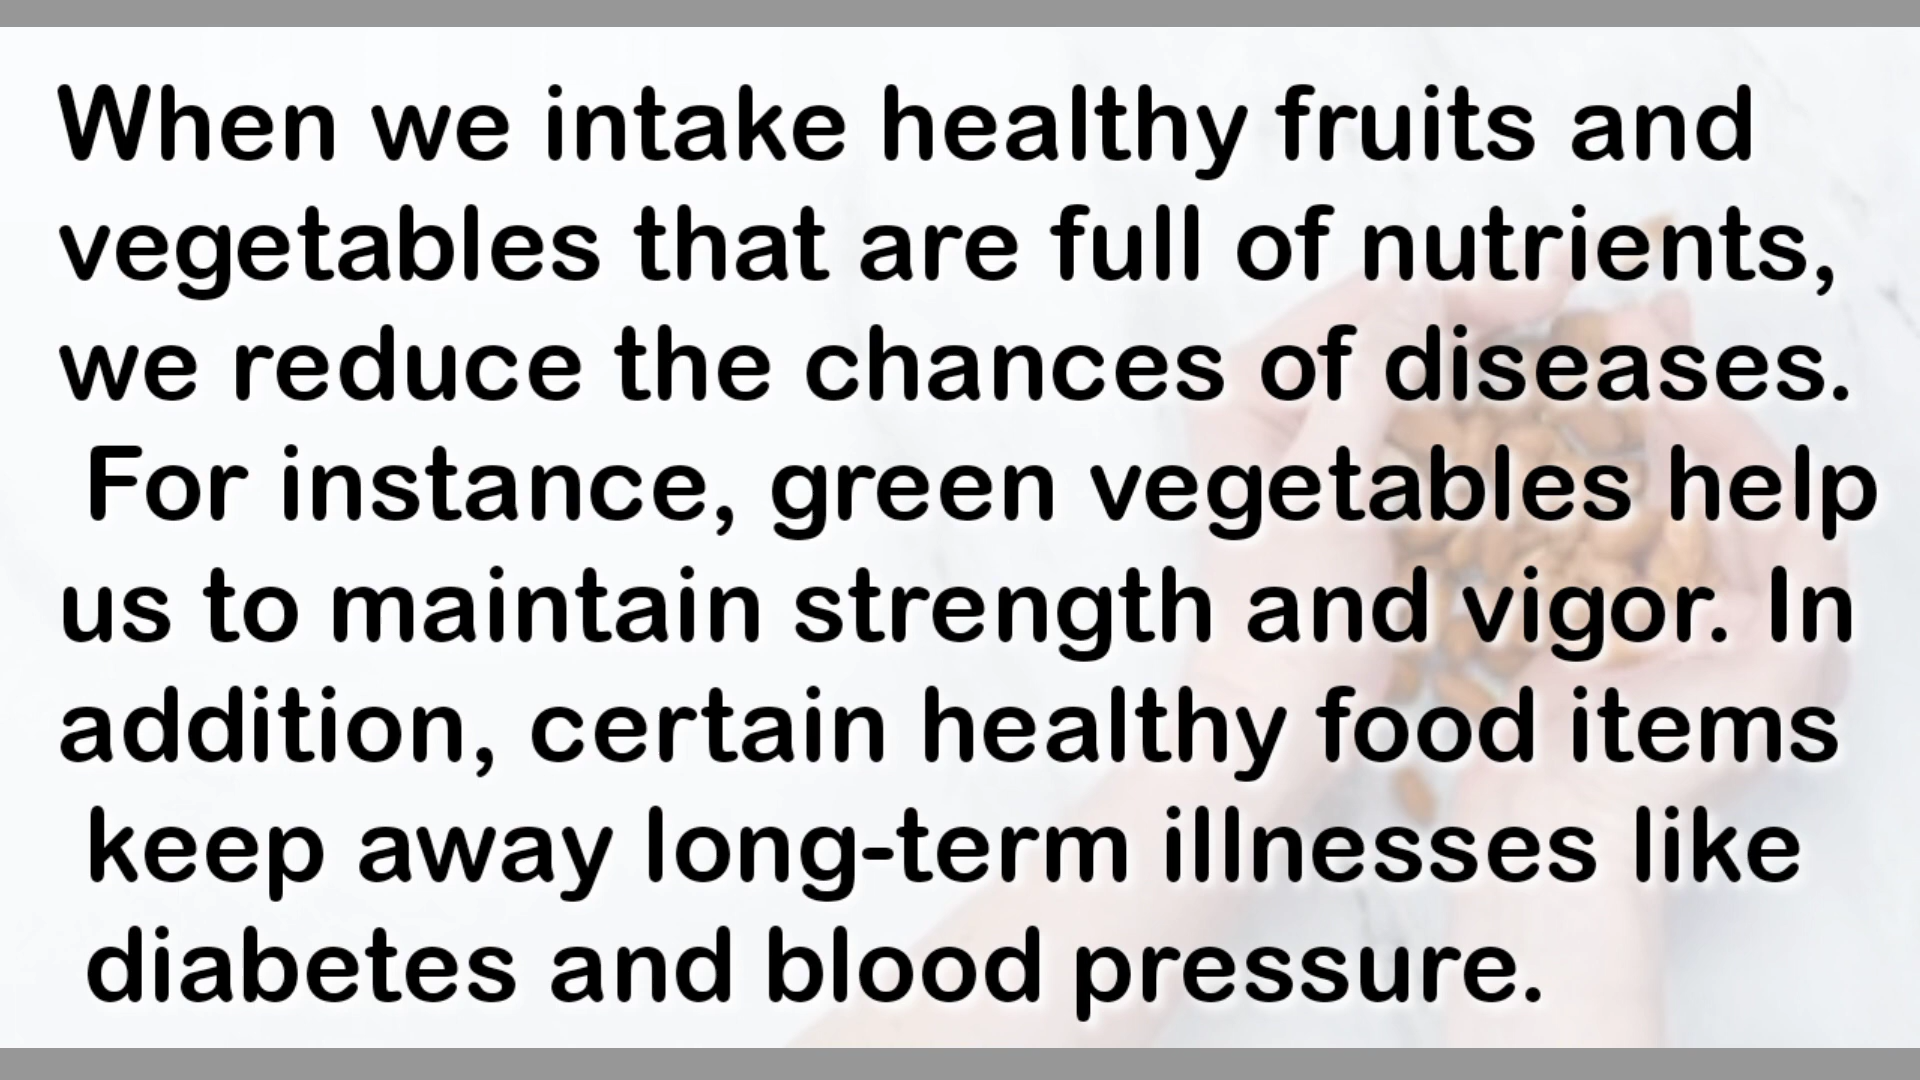 When we intake healthy fruits and
vegetables that are full of nutrients,
we reduce the chances of diseases.
For instance, green vegetables help
us to maintain strength and vigor. In
addition, certain healthy food items
keep away long-term illnesses like
diabetes and blood pressure.